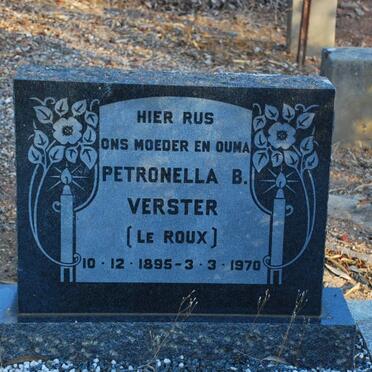 HIER RUS
ONS MOEDER EN OUMA
PETRONELLA B.
VERSTER
(LE ROUX)
10 · 12 · 1895 - 3 · 3 · 1970